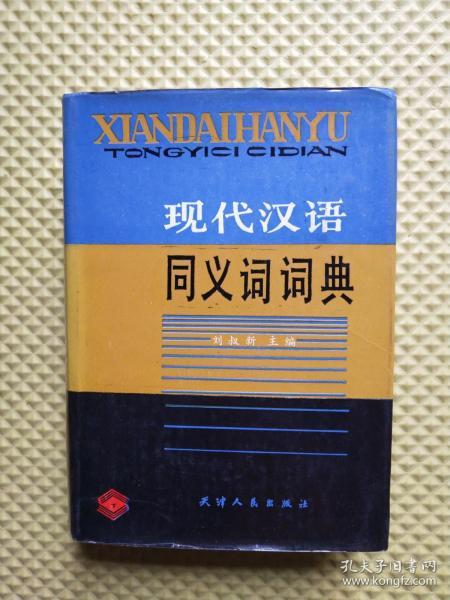 XIANDAIHANYU
TONGYICI CIDIAN
现代汉语
同义词词典
刘叔新 主编
天津人民出版社
孔夫子旧书网
www.kongfz.com